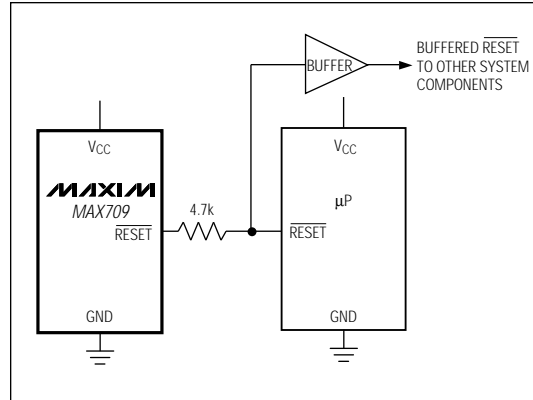 BUFFERED RESET
TO OTHER SYSTEM
COMPONENTS
BUFFER
VCC
MAXIM
MAX709
RESET
GND
4.7k
VCC
µP
RESET
GND